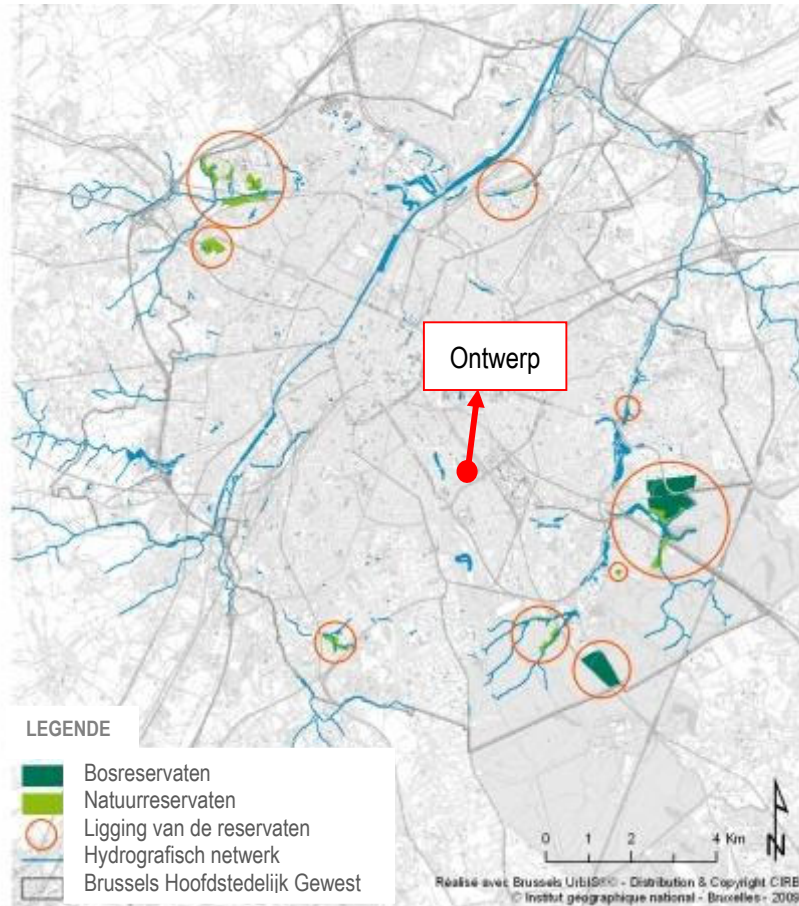 Ontwerp
LEGENDE
Bosreservaten
Natuurreservaten
Ligging van de reservaten
Hydrografisch netwerk
Brussels Hoofdstedelijk Gewest
0 1 2 4 Km
N
Réalisé avec Brussels UrbIS®© - Distribution & Copyright CIRB
© Institut géographique national - Bruxelles - 2009